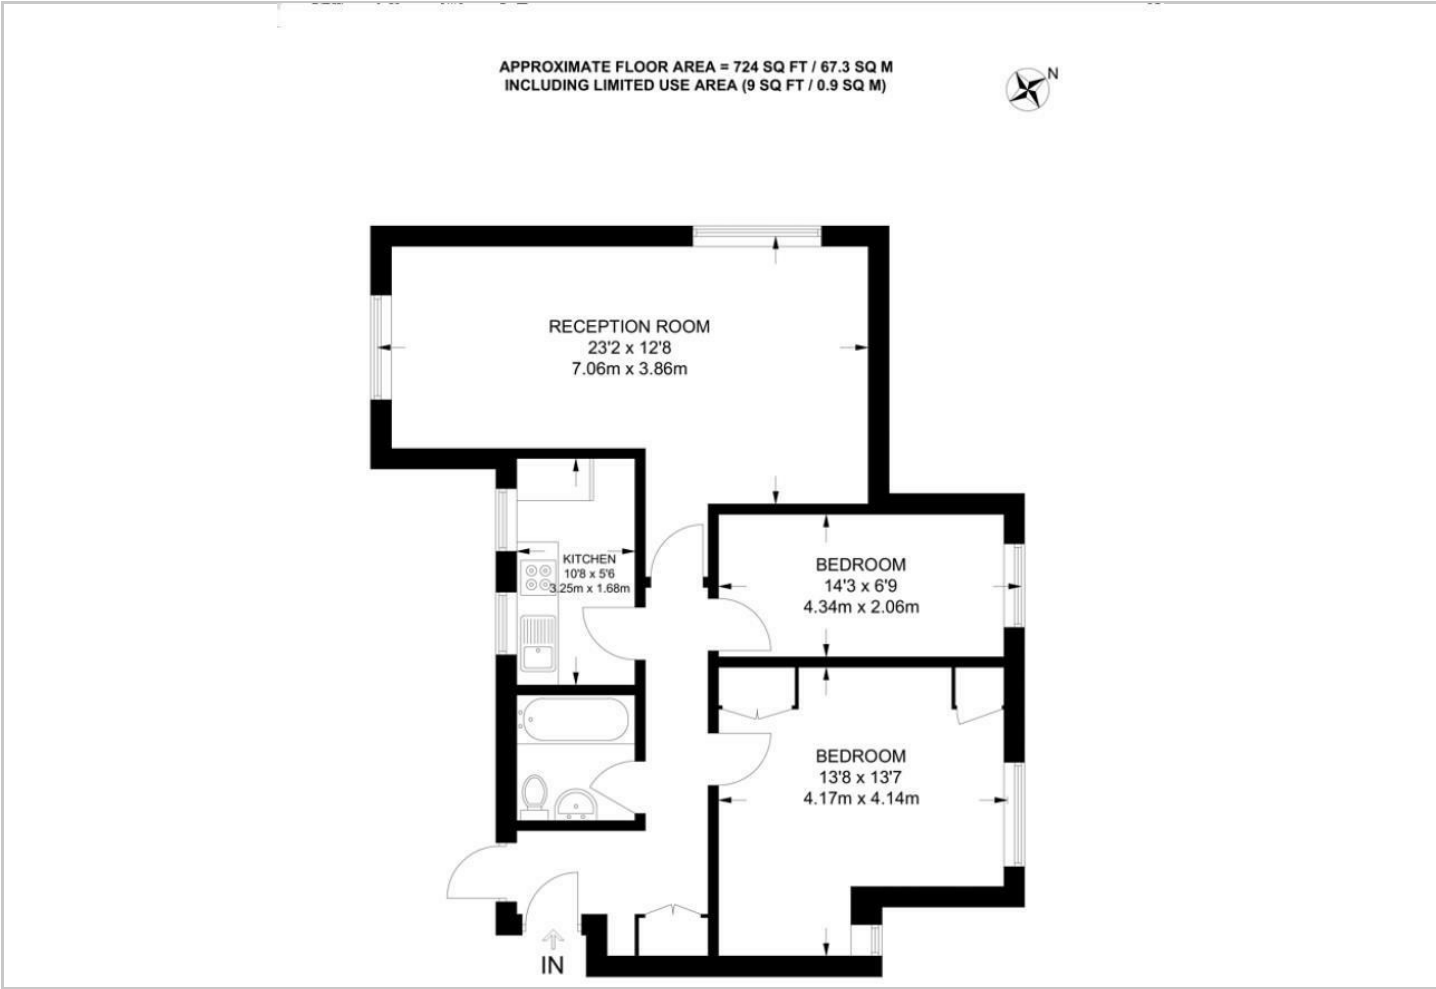 APPROXIMATE FLOOR AREA = 724 SQ FT / 67.3 SQ M
INCLUDING LIMITED USE AREA (9 SQ FT / 0.9 SQ M)
N
RECEPTION ROOM
23'2 x 12'8
7.06m x 3.86m
KITCHEN
10'8 x 5'6
3.25m x 1.68m
BEDROOM
14'3 x 6'9
4.34m x 2.06m
BEDROOM
13'8 x 13'7
4.17m x 4.14m
IN